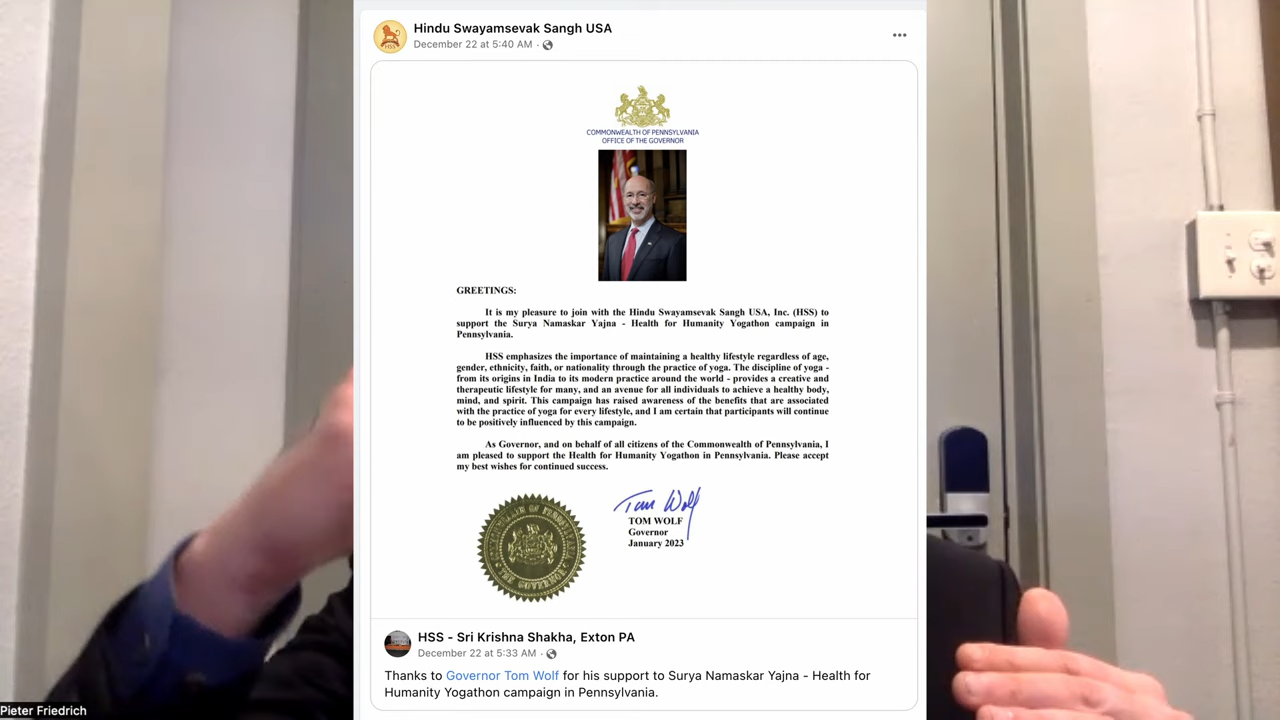 Hindu Swayamsevak Sangh USA
December 22 at 5:40 AM ·
HSS
COMMONWEALTH OF PENNSYLVANIA
OFFICE OF THE GOVERNOR
GREETINGS:
It is my pleasure to join with the Hindu Swayamsevak Sangh USA, Inc. (HSS) to
support the Surya Namaskar Yajna - Health for Humanity Yogathon campaign in
Pennsylvania.
HSS emphasizes the importance of maintaining a healthy lifestyle regardless of age,
gender, ethnicity, faith, or nationality through the practice of yoga. The discipline of yoga -
from its origins in India to its modern practice around the world - provides a creative and
therapeutic lifestyle for many, and an avenue for all individuals to achieve a healthy body,
mind, and spirit. This campaign has raised awareness of the benefits that are associated
with the practice of yoga for every lifestyle, and I am certain that participants will continue
to be positively influenced by this campaign.
As Governor, and on behalf of all citizens of the Commonwealth of Pennsylvania, I
am pleased to support the Health for Humanity Yogathon in Pennsylvania. Please accept
my best wishes for continued success.
Tom Wolf
TOM WOLF
Governor
January 2023
COMMONWEALTH OF PENNSYLVANIA
THE GOVERNOR
HSS - Sri Krishna Shakha, Exton PA
December 22 at 5:33 AM ·
Thanks to Governor Tom Wolf for his support to Surya Namaskar Yajna - Health for
Humanity Yogathon campaign in Pennsylvania.
Pieter Friedrich